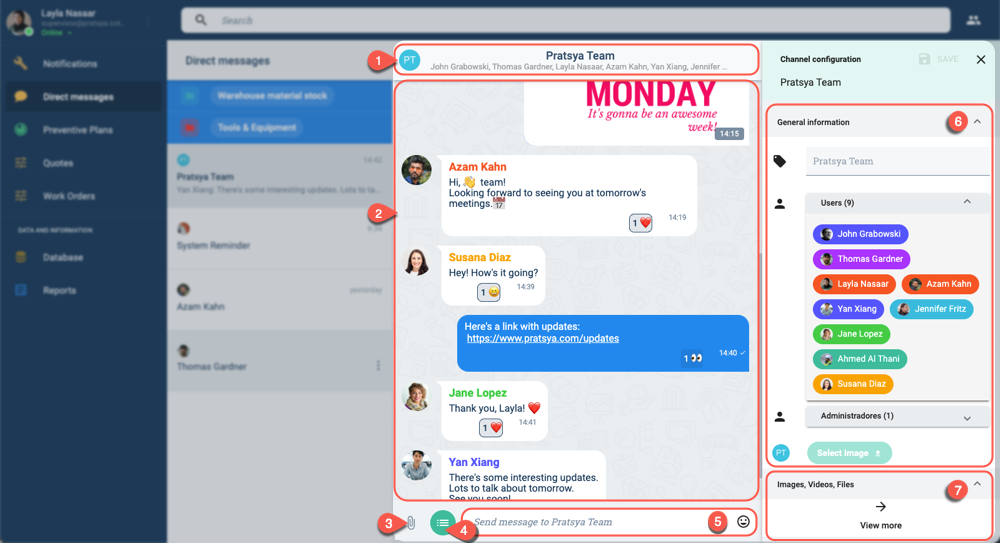 Layla Nasaar
Online
Search
Notifications
Direct messages
Preventive Plans
Quotes
Work Orders
DATA AND INFORMATION
Database
Reports
Direct messages
Warehouse material stock
Tools & Equipment
14:42
Pratsya Team
Yan Xiang: There's some interesting updates. Lots to ta...
9:39
System Reminder
yesterday
Azam Kahn
Thomas Gardner
1
PT
Pratsya Team
John Grabowski, Thomas Gardner, Layla Nasaar, Azam Kahn, Yan Xiang, Jennifer ...
2
MONDAY
It's gonna be an awesome
week!
14:15
Azam Kahn
Hi, 👋 team!
Looking forward to seeing you at tomorrow's
meetings.📅
1 ❤️
14:19
Susana Diaz
Hey! How's it going?
1 😄
14:39
Here's a link with updates:
https://www.pratsya.com/updates
1 👀
14:40 ✓
Jane Lopez
Thank you, Layla! ❤️
1 ❤️
14:41
Yan Xiang
There's some interesting updates.
Lots to talk about tomorrow.
See you soon!
3
4
Send message to Pratsya Team
5
Channel configuration
SAVE
Pratsya Team
General information
6
Pratsya Team
Users (9)
John Grabowski
Thomas Gardner
Layla Nasaar
Azam Kahn
Yan Xiang
Jennifer Fritz
Jane Lopez
Ahmed Al Thani
Susana Diaz
Administradores (1)
PT
Select image
Images, Videos, Files
7
View more